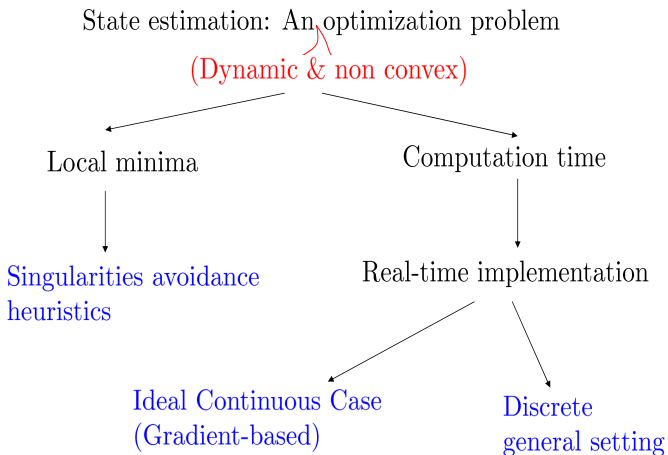 State estimation: An optimization problem
(Dynamic & non convex)
Local minima
Computation time
Singularities avoidance
heuristics
Real-time implementation
Ideal Continuous Case
(Gradient-based)
Discrete
general setting